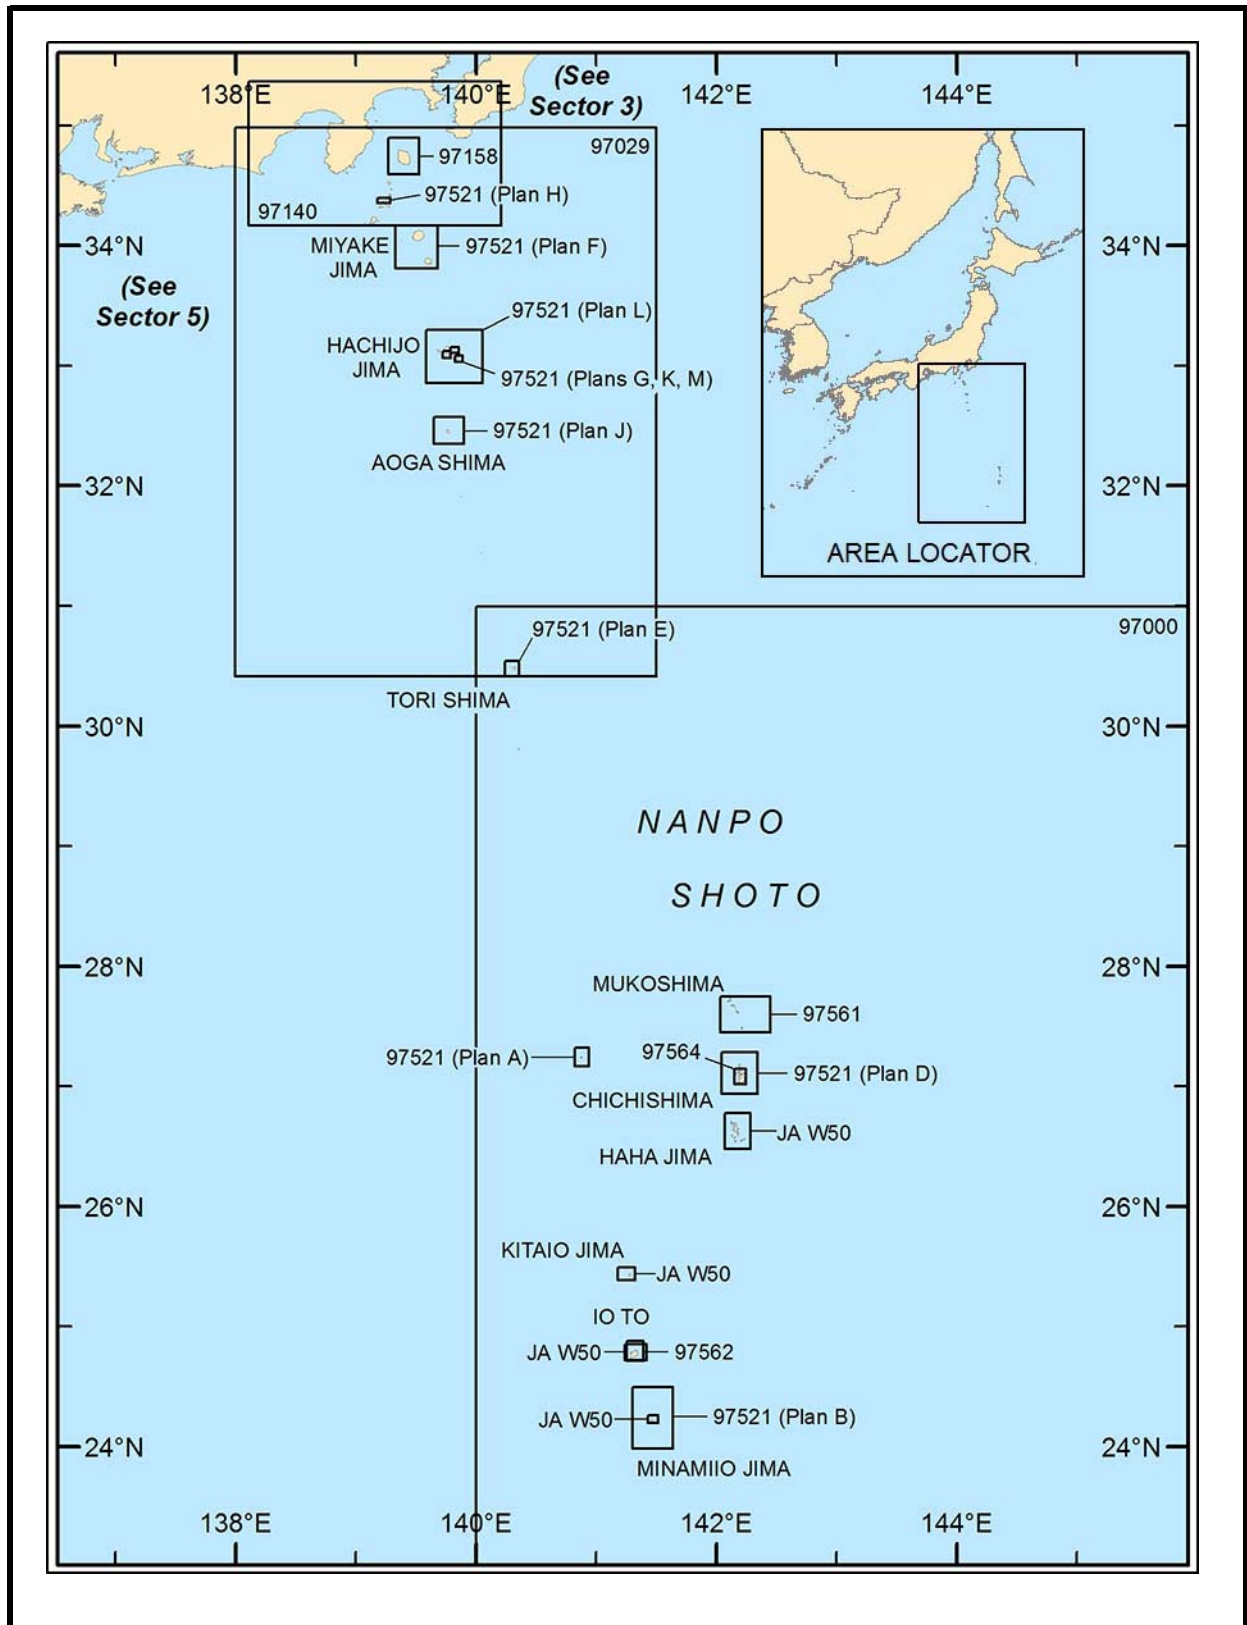 (See
Sector 3)
138°E
140°E
142°E
144°E
97029
97158
97521 (Plan H)
97140
34°N
MIYAKE
JIMA
97521 (Plan F)
34°N
(See
Sector 5)
97521 (Plan L)
HACHIJO
JIMA
97521 (Plans G, K, M)
97521 (Plan J)
AOGA SHIMA
32°N
32°N
AREA LOCATOR
97521 (Plan E)
97000
TORI SHIMA
30°N
30°N
NANPO
SHOTO
28°N
28°N
MUKOSHIMA
97561
97521 (Plan A)
97564
97521 (Plan D)
CHICHISHIMA
JA W50
HAHA JIMA
26°N
26°N
KITAIO JIMA
JA W50
IO TO
JA W50
97562
JA W50
97521 (Plan B)
24°N
24°N
MINAMIIO JIMA
138°E
140°E
142°E
144°E